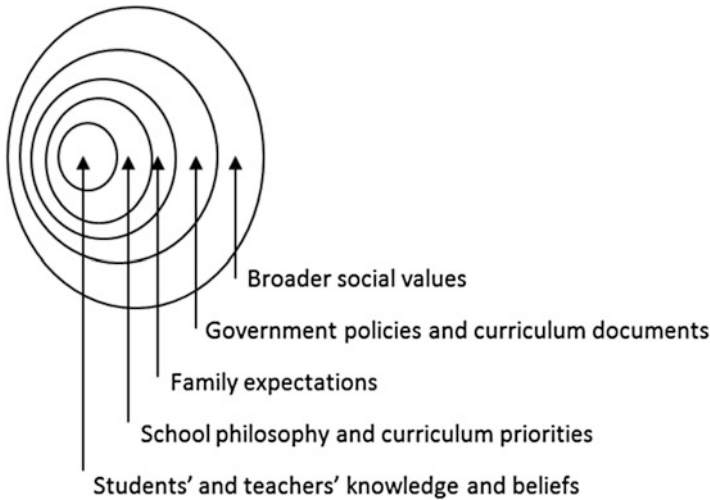 Broader social values
Government policies and curriculum documents
Family expectations
School philosophy and curriculum priorities
Students’ and teachers’ knowledge and beliefs